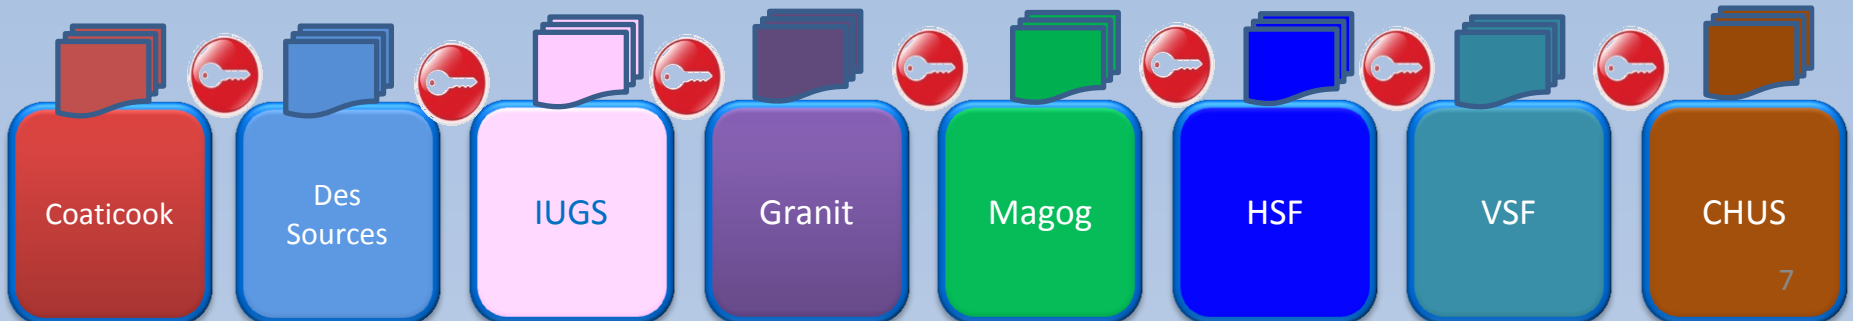 Coaticook
Des
Sources
IUGS
Granit
Magog
HSF
VSF
CHUS
7